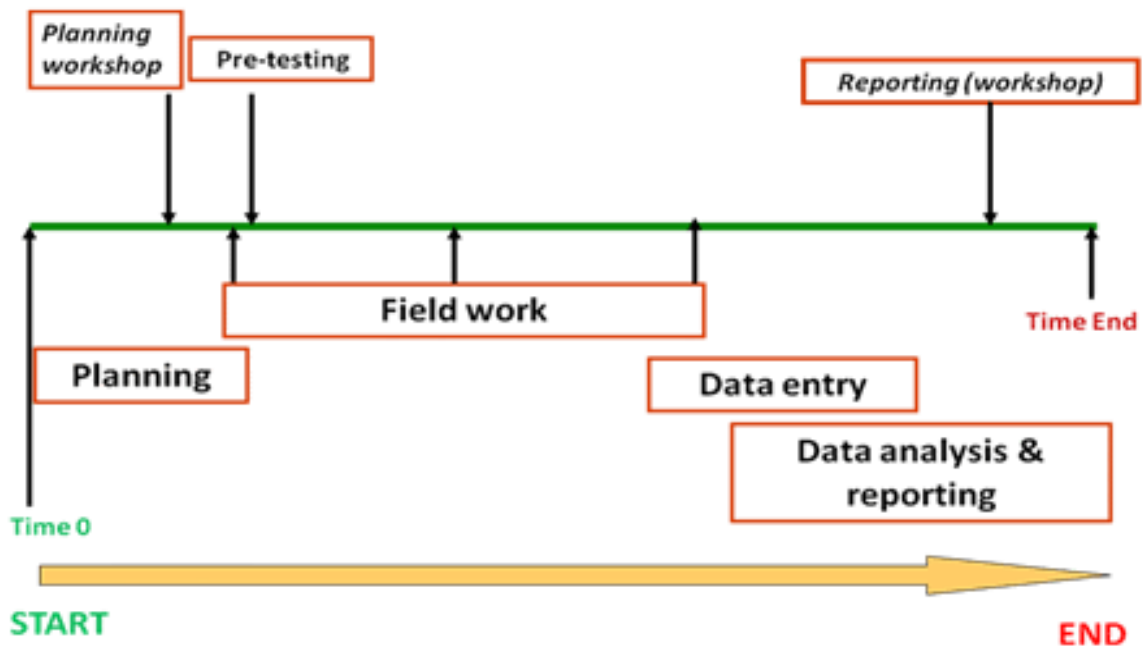 Planning
workshop
Pre-testing
Reporting (workshop)
Field work
Time End
Planning
Data entry
Data analysis &
reporting
Time 0
START
END